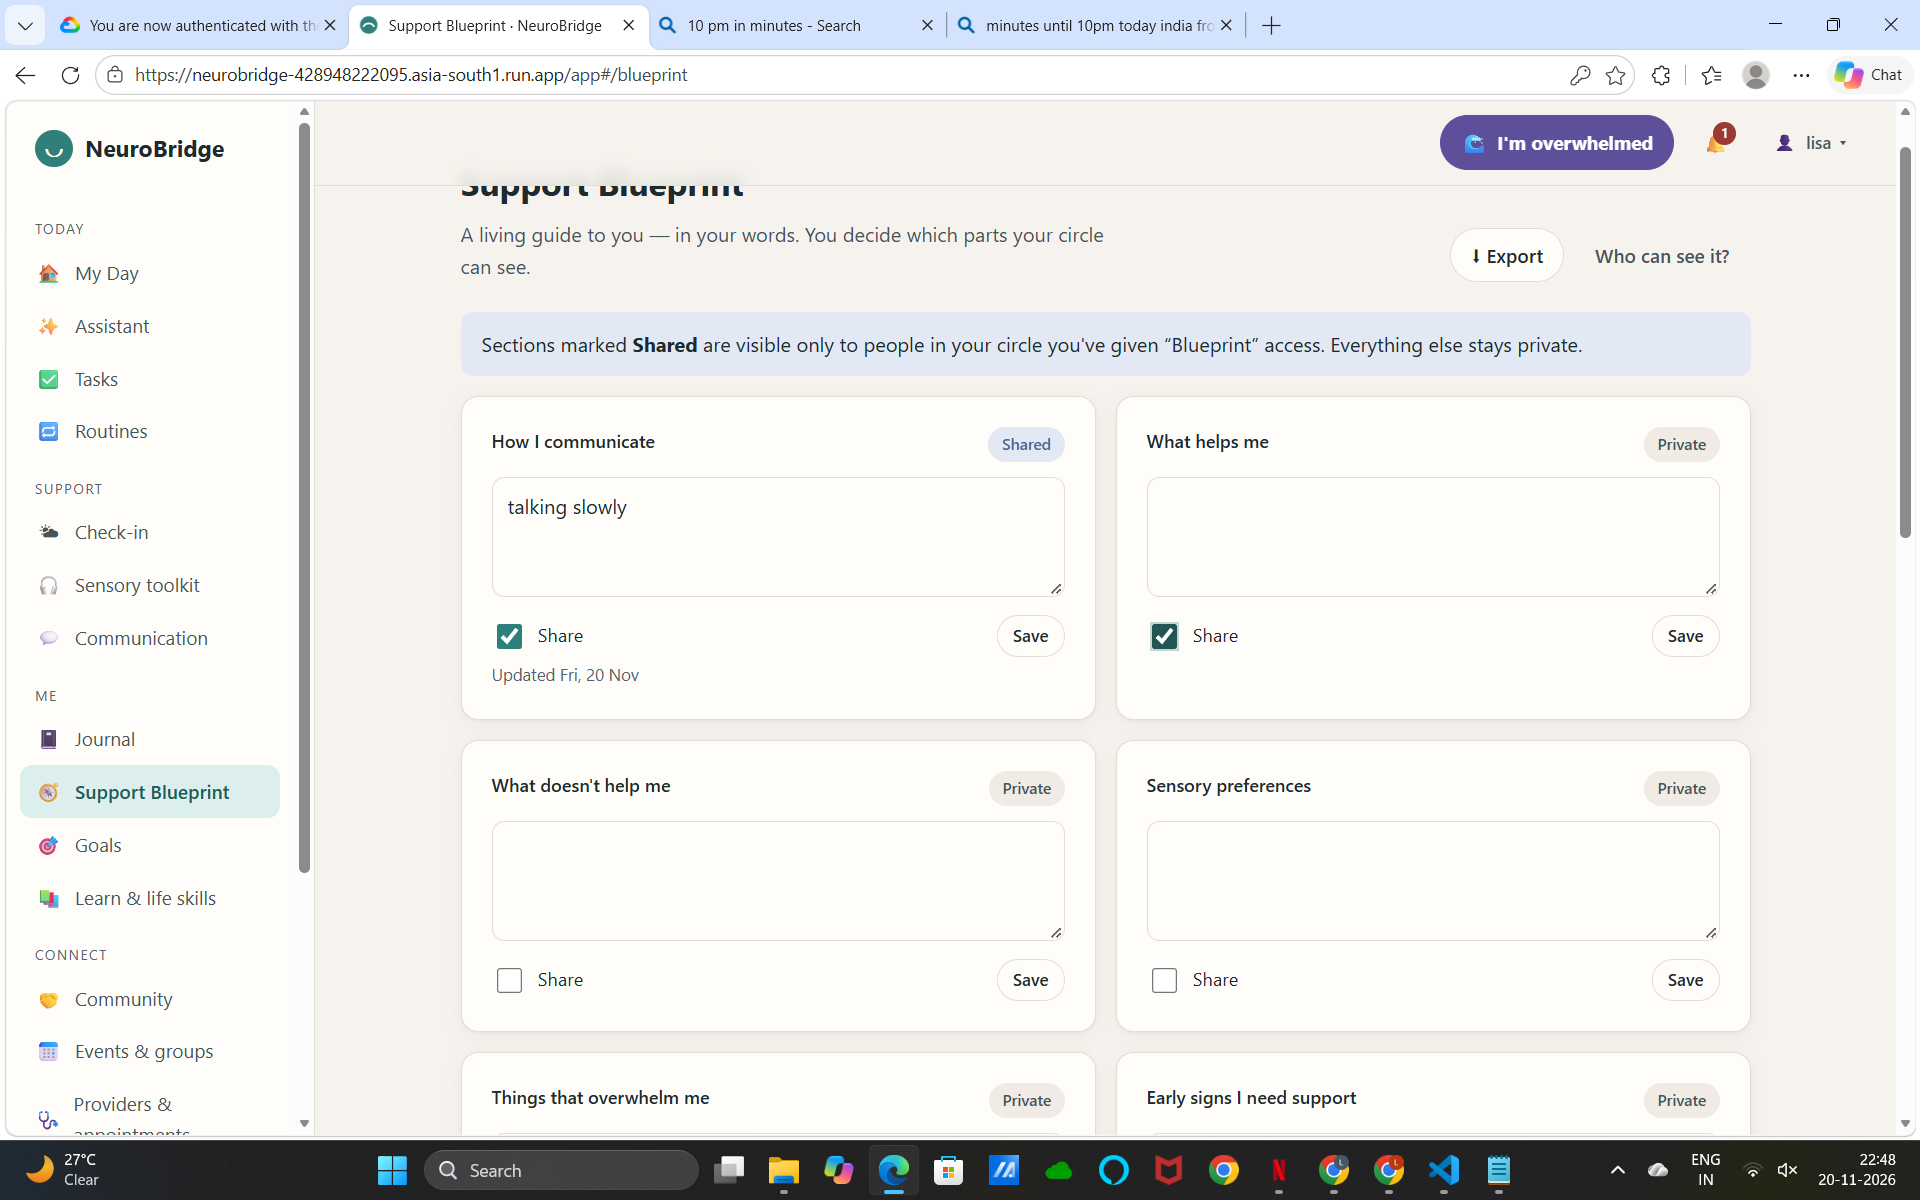 You are now authenticated with the
Support Blueprint · NeuroBridge
10 pm in minutes - Search
minutes until 10pm today india fro
https://neurobridge-428948222095.asia-south1.run.app/app#/blueprint
Chat
NeuroBridge
I'm overwhelmed
1
lisa
TODAY
My Day
Assistant
Tasks
Routines
SUPPORT
Check-in
Sensory toolkit
Communication
ME
Journal
Support Blueprint
Goals
Learn & life skills
CONNECT
Community
Events & groups
Providers &
appointments
Support Blueprint
A living guide to you — in your words. You decide which parts your circle
can see.
Export
Who can see it?
Sections marked Shared are visible only to people in your circle you've given “Blueprint” access. Everything else stays private.
How I communicate
Shared
talking slowly
Share
Save
Updated Fri, 20 Nov
What helps me
Private
Share
Save
What doesn't help me
Private
Share
Save
Sensory preferences
Private
Share
Save
Things that overwhelm me
Private
Early signs I need support
Private
27°C
Clear
Search
ENG
IN
22:48
20-11-2026